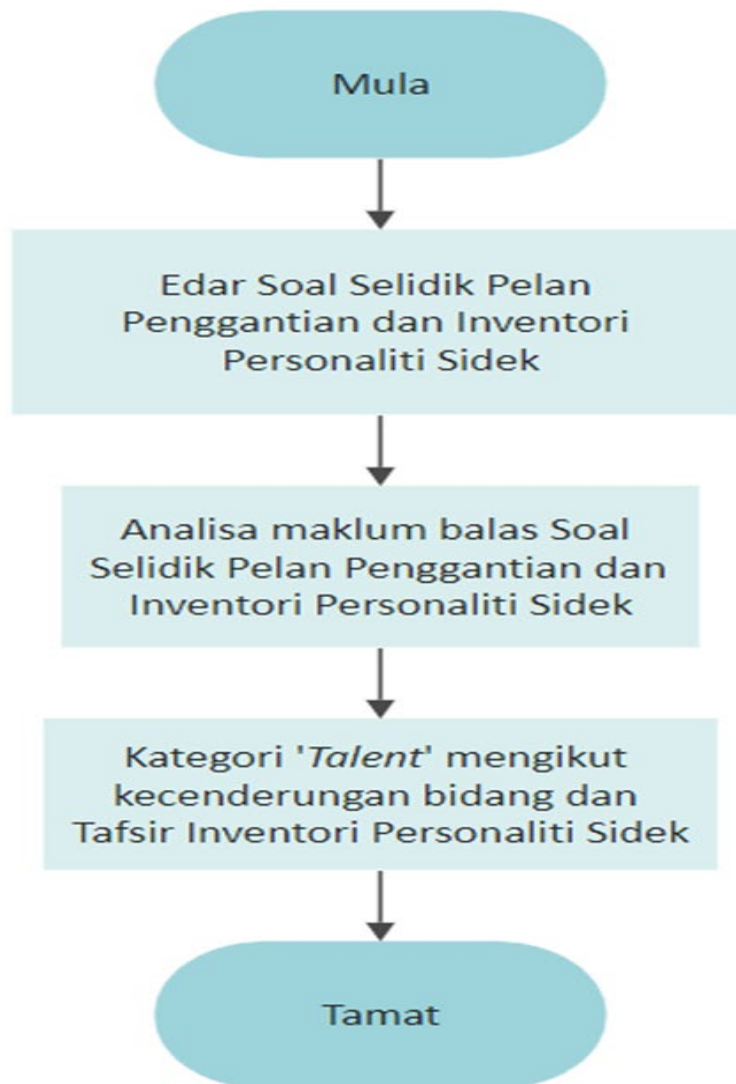 Mula
Edar Soal Selidik Pelan
Penggantian dan Inventori
Personaliti Sidek
Analisa maklum balas Soal
Selidik Pelan Penggantian dan
Inventori Personaliti Sidek
Kategori 'Talent' mengikut
kecenderungan bidang dan
Tafsir Inventori Personaliti Sidek
Tamat